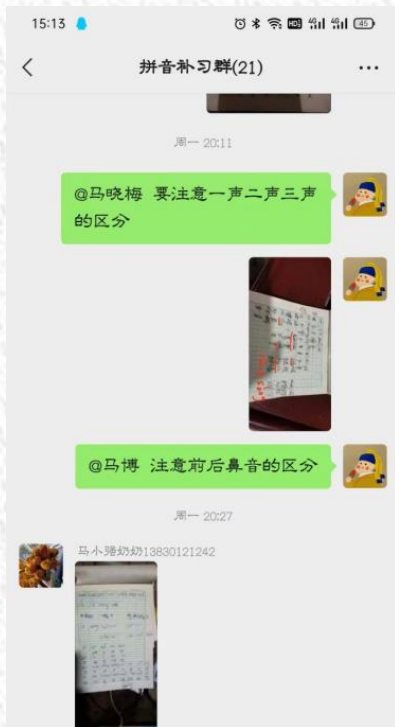 15:13
45
拼音补习群(21)
周一 20:11
@马晓梅 要注意一声二声三声
的区分
@马博 注意前后鼻音的区分
周一 20:27
马小强奶奶13830121242